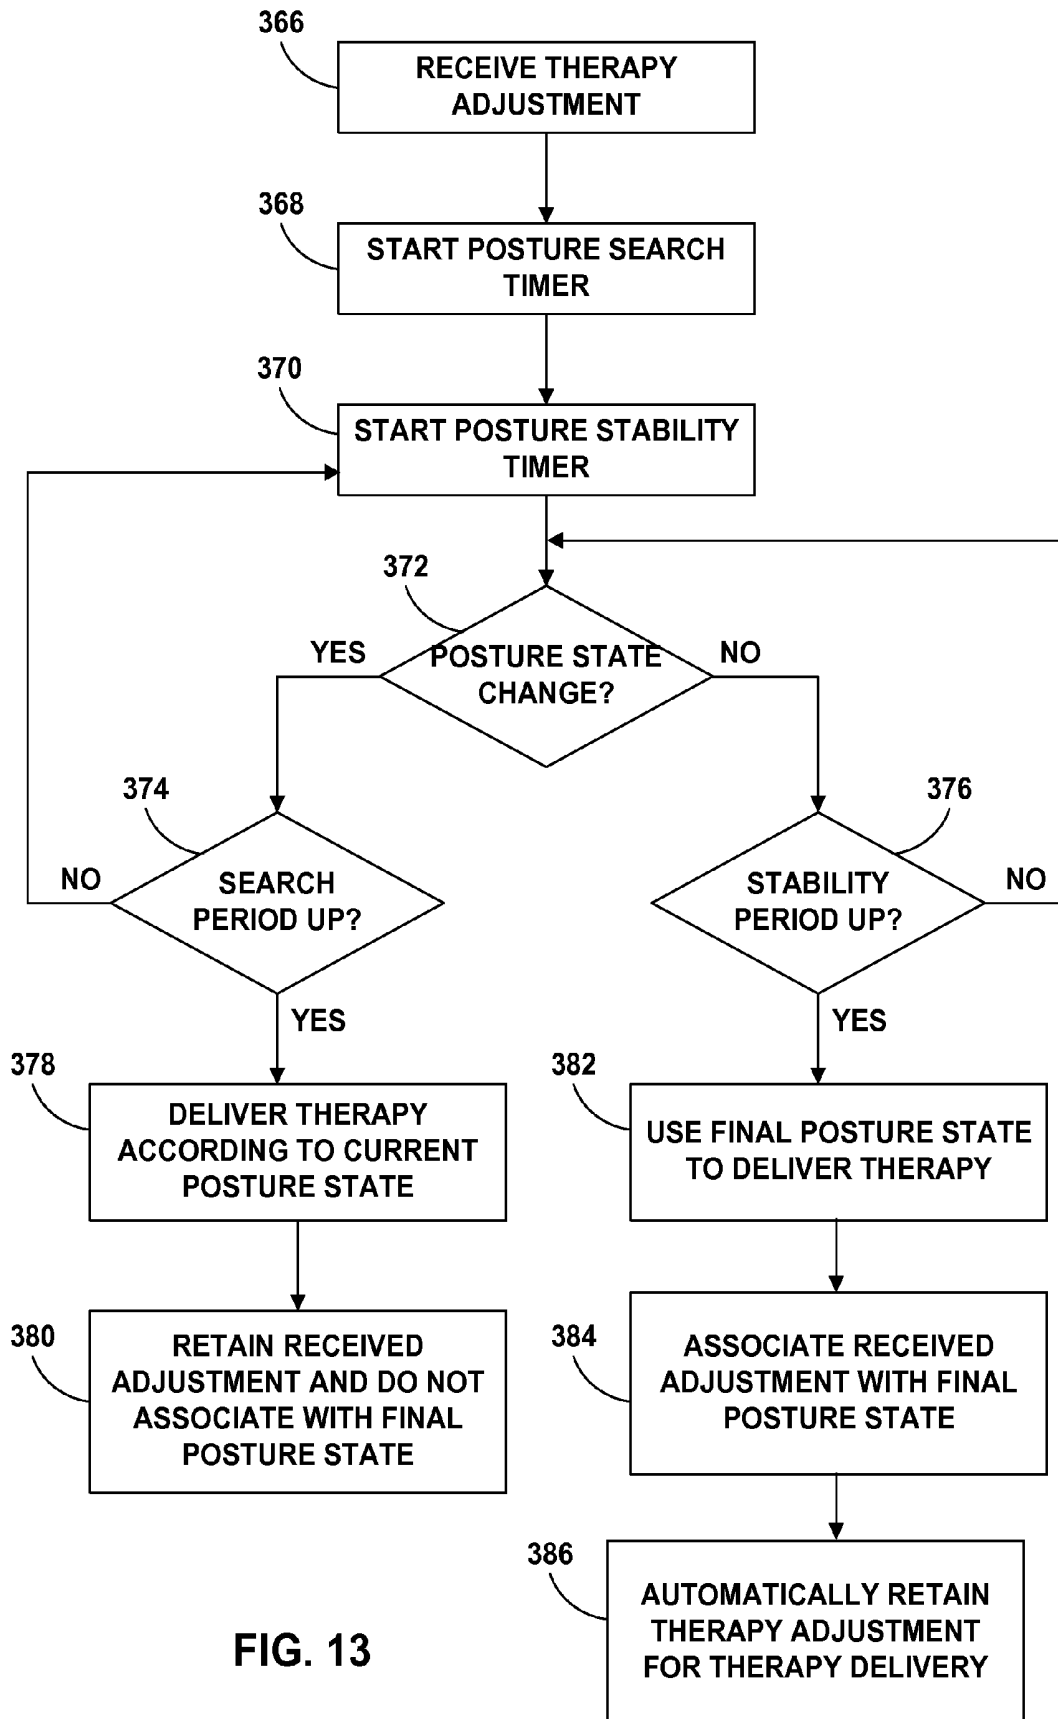 366
RECEIVE THERAPY
ADJUSTMENT
368
START POSTURE SEARCH
TIMER
370
START POSTURE STABILITY
TIMER
372
YES
POSTURE STATE
CHANGE?
NO
374
NO
SEARCH
PERIOD UP?
YES
376
STABILITY
PERIOD UP?
NO
YES
378
DELIVER THERAPY
ACCORDING TO CURRENT
POSTURE STATE
382
USE FINAL POSTURE STATE
TO DELIVER THERAPY
380
RETAIN RECEIVED
ADJUSTMENT AND DO NOT
ASSOCIATE WITH FINAL
POSTURE STATE
384
ASSOCIATE RECEIVED
ADJUSTMENT WITH FINAL
POSTURE STATE
386
AUTOMATICALLY RETAIN
THERAPY ADJUSTMENT
FOR THERAPY DELIVERY
FIG. 13